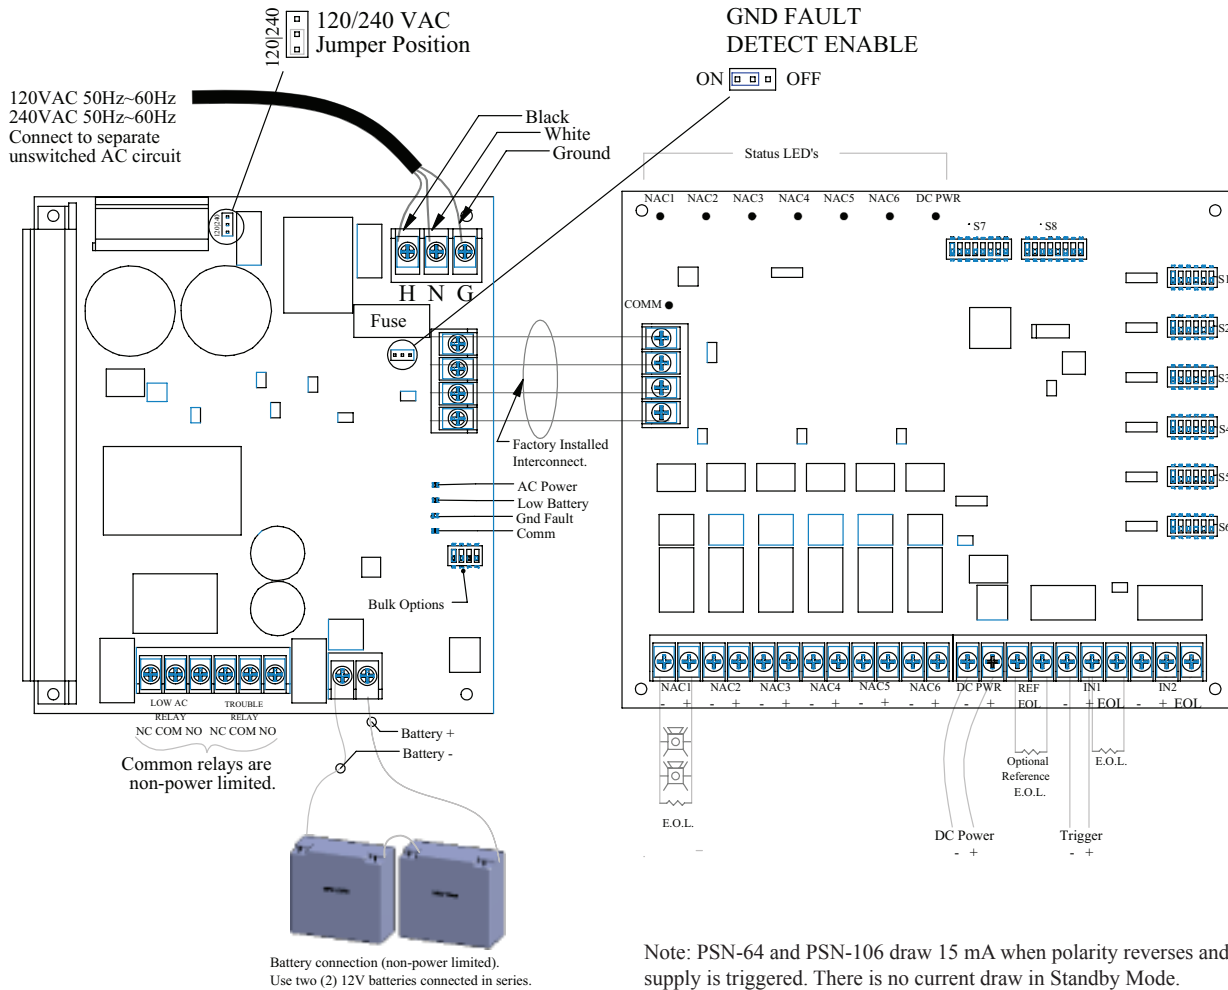 120|240
120/240 VAC
Jumper Position
GND FAULT
DETECT ENABLE
ON
OFF
120VAC 50Hz~60Hz
240VAC 50Hz~60Hz
Connect to separate
unswitched AC circuit
Black
White
Ground
Status LED's
NAC1 NAC2 NAC3 NAC4 NAC5 NAC6 DC PWR
S7 S8
120|240
H N G
Fuse
COMM
S1
S2
S3
S4
S5
S6
Factory Installed
Interconnect.
AC Power
Low Battery
Gnd Fault
Comm
Bulk Options
LOW AC
RELAY
NC COM NO
TROUBLE
RELAY
NC COM NO
Common relays are
non-power limited.
Battery +
Battery -
NAC1 NAC2 NAC3 NAC4 NAC5 NAC6 DC PWR REF IN1 IN2
- + - + - + - + - + - + - + EOL - + EOL - + EOL
E.O.L.
Optional
Reference
E.O.L.
E.O.L.
DC Power
- +
Trigger
- +
Battery connection (non-power limited).
Use two (2) 12V batteries connected in series.
Note: PSN-64 and PSN-106 draw 15 mA when polarity reverses and
supply is triggered. There is no current draw in Standby Mode.